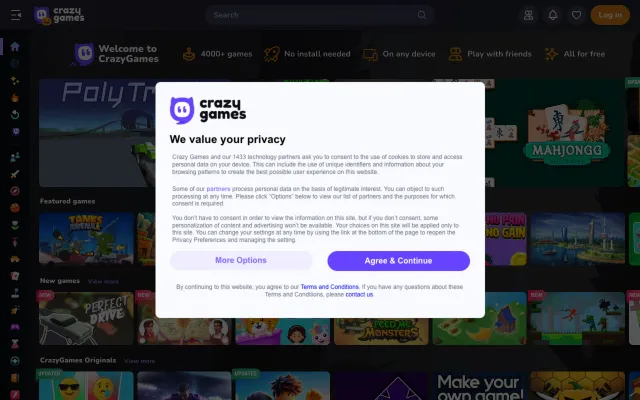 crazy
games
Search
Log in
Welcome to
CrazyGames
4000+ games
No install needed
On any device
Play with friends
All for free
PolyTr
MAHJONGG
crazy
games
We value your privacy
Crazy Games and our 1433 technology partners ask you to consent to the use of cookies to store and access
personal data on your device. This can include the use of unique identifiers and information about your
browsing patterns to create the best possible user experience on this website.
Some of our partners process personal data on the basis of legitimate interest. You can object to such
processing at any time. Please click "Options" below to view our list of partners and the purposes for which
consent is required.
You don't have to consent in order to view the information on this site, but if you don't consent, some
personalization of content and advertising won't be available. Your choices on this site will be applied only to
this site. You can change your settings at any time by using the link at the bottom of the page to reopen the
Privacy Preferences and managing the setting.
More Options
Agree & Continue
By continuing to this website, you agree to our Terms and Conditions. If you have any questions about these
Terms and Conditions, please contact us.
Featured games
TANKS
NO PAIN
NO GAIN
New games
View more
NEW
PERFECT
DRIVE
NEW
FEED
MONSTERS
NEW
CrazyGames Originals
View more
UPDATED
UPDATED
Make your
own game!
UPDATED